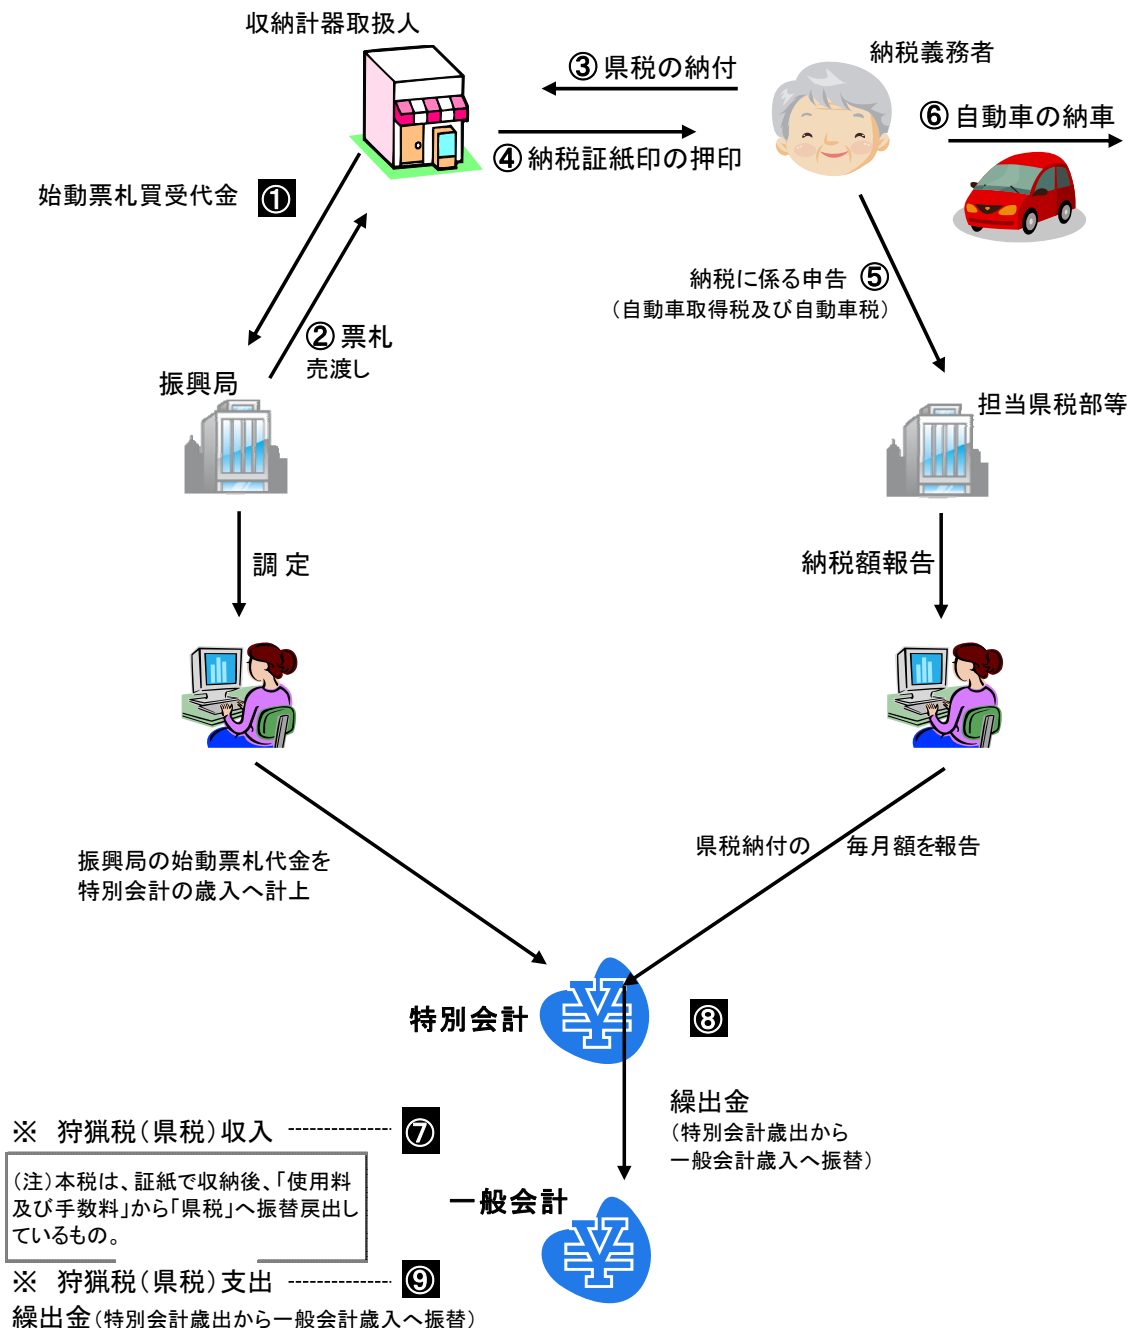 収納計器取扱人
③県税の納付
納税義務者
⑥自動車の納車
④納税証紙印の押印
始動票札買受代金 ①
納税に係る申告 ⑤
（自動車取得税及び自動車税）
②票札
売渡し
振興局
担当県税部等
調 定
納税額報告
振興局の始動票札代金を
特別会計の歳入へ計上
県税納付の 毎月額を報告
特別会計
⑧
繰出金
（特別会計歳出から
一般会計歳入へ振替）
※ 狩猟税（県税）収入 ⑦
（注）本税は、証紙で収納後、「使用料
及び手数料」から「県税」へ振替戻出し
ているもの。
一般会計
※ 狩猟税（県税）支出 ⑨
繰出金（特別会計歳出から一般会計歳入へ振替）